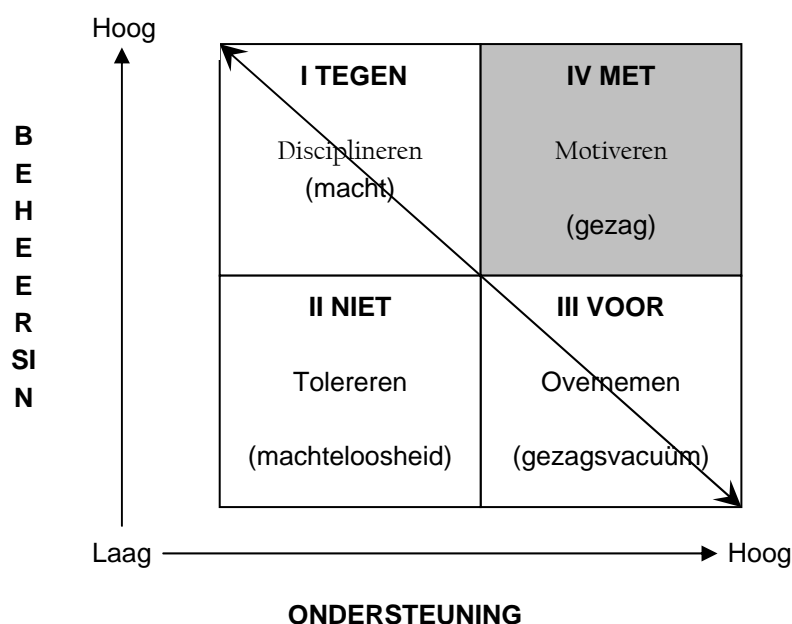 Hoog
I TEGEN
IV MET
Disciplineren
(macht)
Motiveren
(gezag)
B
E
H
E
E
R
SI
N
II NIET
III VOOR
Tolereren
Overnemen
(machteloosheid)
(gezagsvacuüm)
Laag
Hoog
ONDERSTEUNING